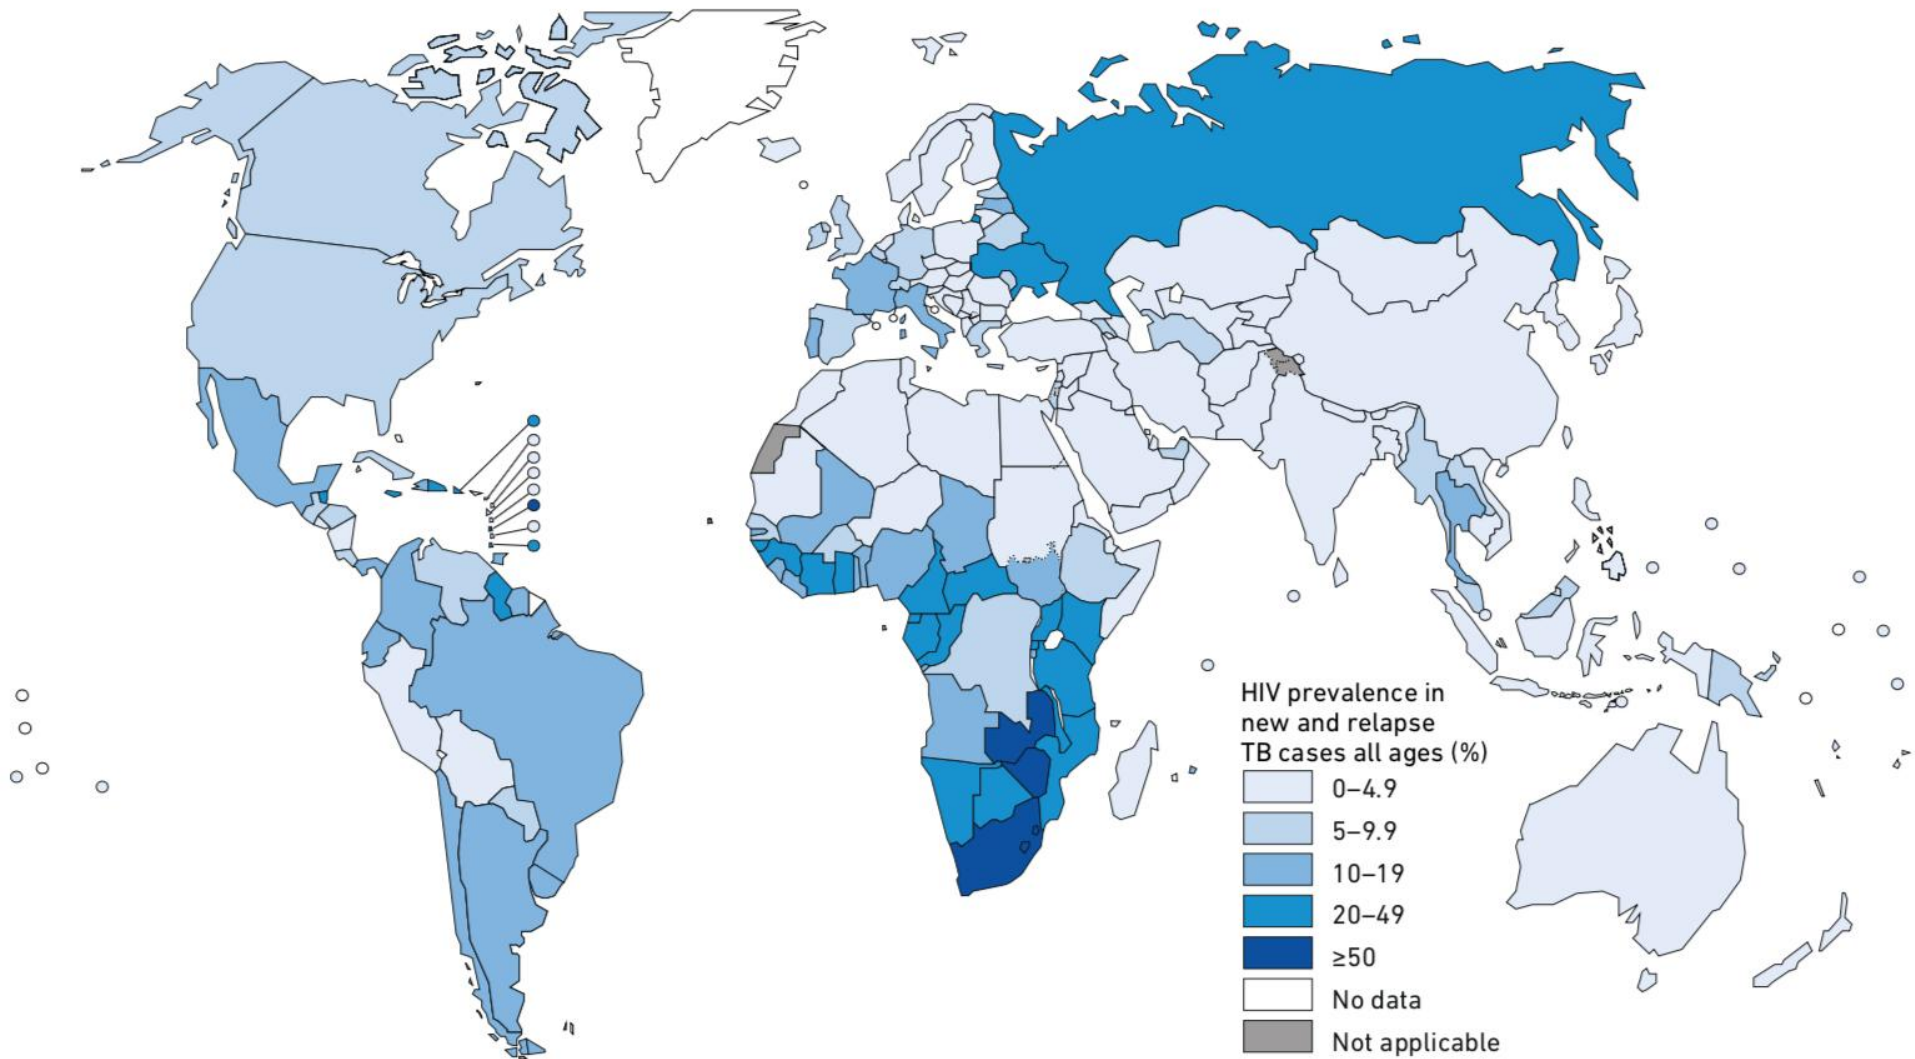 HIV prevalence in
new and relapse
TB cases all ages (%)
0–4.9
5–9.9
10–19
20–49
≥50
No data
Not applicable